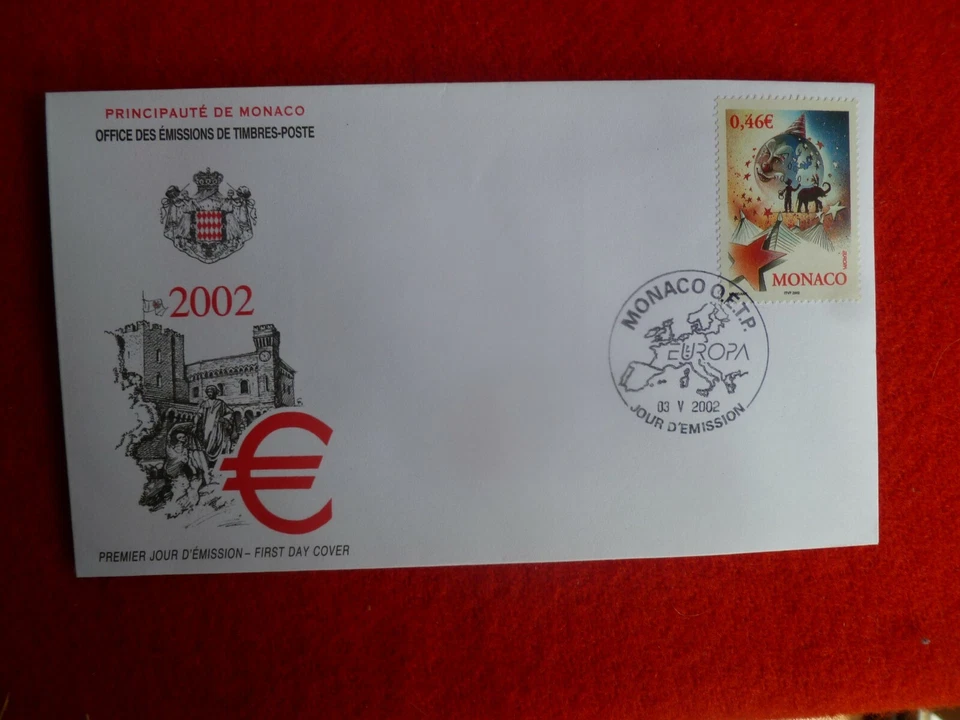 PRINCIPAUTÉ DE MONACO
OFFICE DES ÉMISSIONS DE TIMBRES-POSTE
2002
€
PREMIER JOUR D'ÉMISSION – FIRST DAY COVER
0,46€
EUROPA
MONACO
MONACO O.E.T.P.
EUROPA
03 V 2002
JOUR D'EMISSION